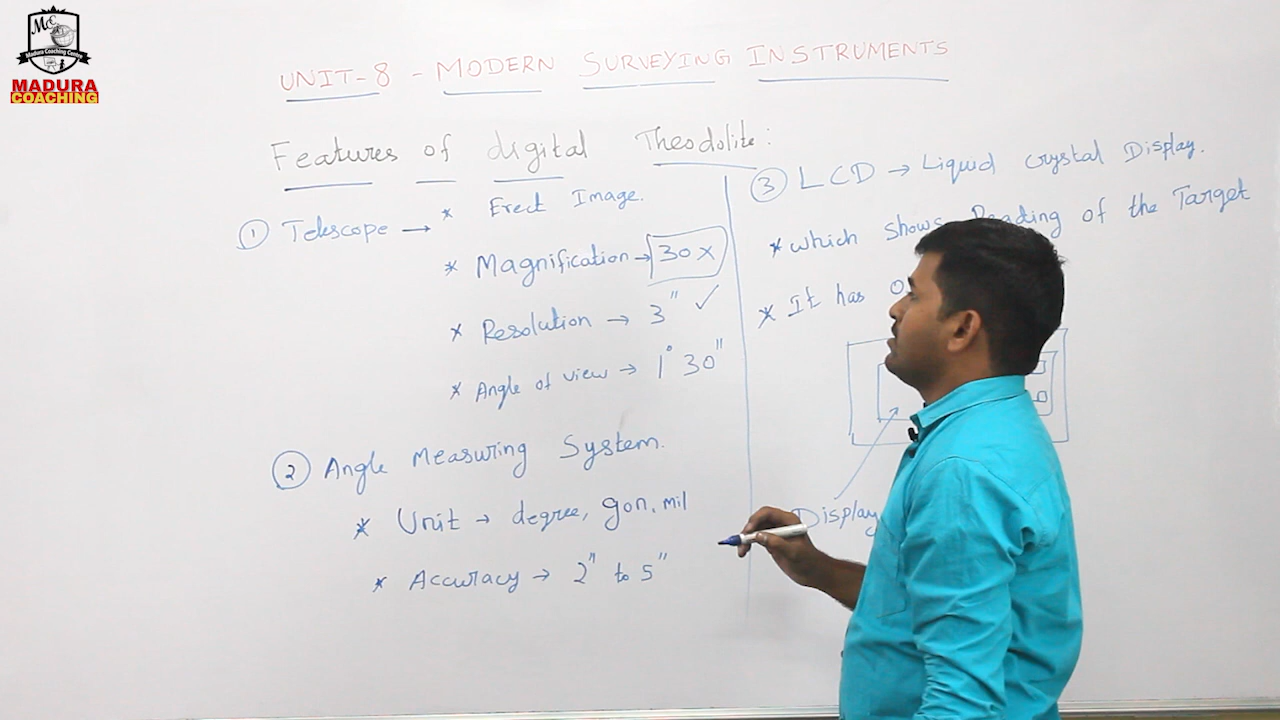 MCC
Madura Coaching Center
MADURA
COACHING
UNIT-8 - MODERN SURVEYING INSTRUMENTS
Features of digital Theodolite:
① Telescope → * Erect Image.
* Magnification → 30 x
* Resolution → 3" ✓
* Angle of view → 1° 30"
② Angle Measuring System.
* Unit → degree, gon, mil
* Accuracy → 2" to 5"
③ LCD → Liquid crystal Display.
* which shows Reading of the Target
* It has
Display